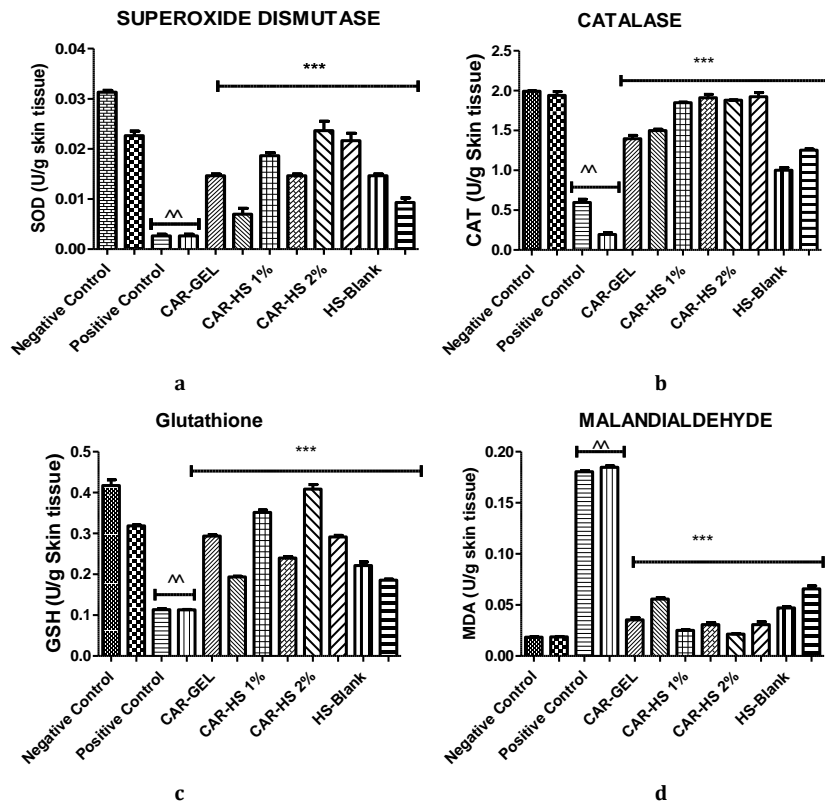 SUPEROXIDE DISMUTASE
SOD (U/g skin tissue)
0.04
0.03
0.02
0.01
0.00
^^
***
Negative Control
Positive Control
CAR-GEL
CAR-HS 1%
CAR-HS 2%
HS-Blank
a
CATALASE
CAT (U/g Skin tissue)
2.5
2.0
1.5
1.0
0.5
0.0
^^
***
Negative Control
Positive Control
CAR-GEL
CAR-HS 1%
CAR-HS 2%
HS-Blank
b
Glutathione
GSH (U/g Skin tissue)
0.5
0.4
0.3
0.2
0.1
0.0
^^
***
Negative Control
Positive Control
CAR-GEL
CAR-HS 1%
CAR-HS 2%
HS-Blank
c
MALANDIALDEHYDE
MDA (U/g Skin tissue)
0.20
0.15
0.10
0.05
0.00
^^
***
Negative Control
Positive Control
CAR-GEL
CAR-HS 1%
CAR-HS 2%
HS-Blank
d